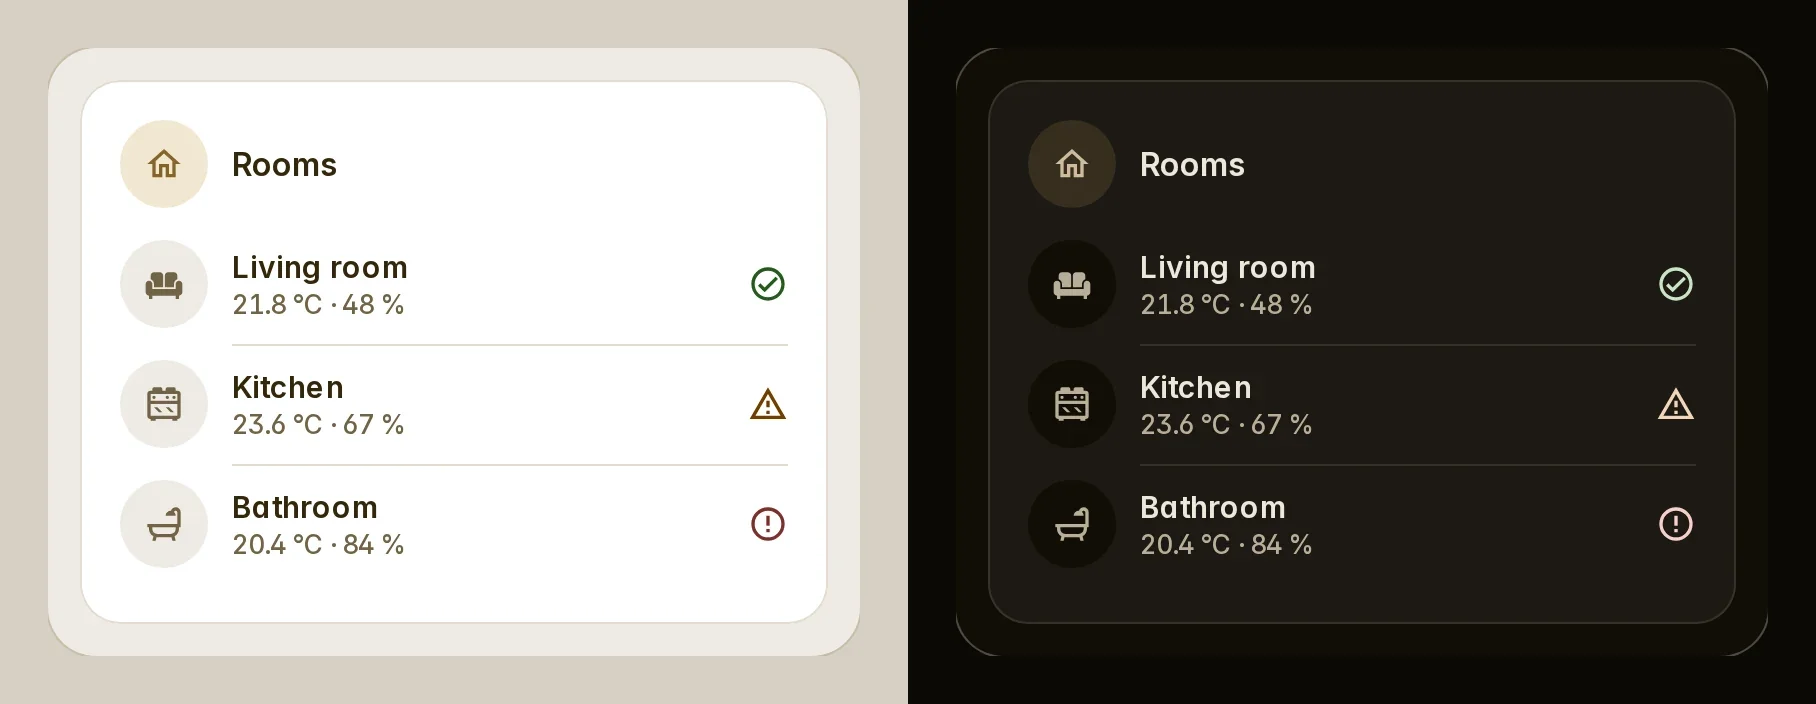 Rooms
Living room
21.8 °C · 48 %
Kitchen
23.6 °C · 67 %
Bathroom
20.4 °C · 84 %
Rooms
Living room
21.8 °C · 48 %
Kitchen
23.6 °C · 67 %
Bathroom
20.4 °C · 84 %